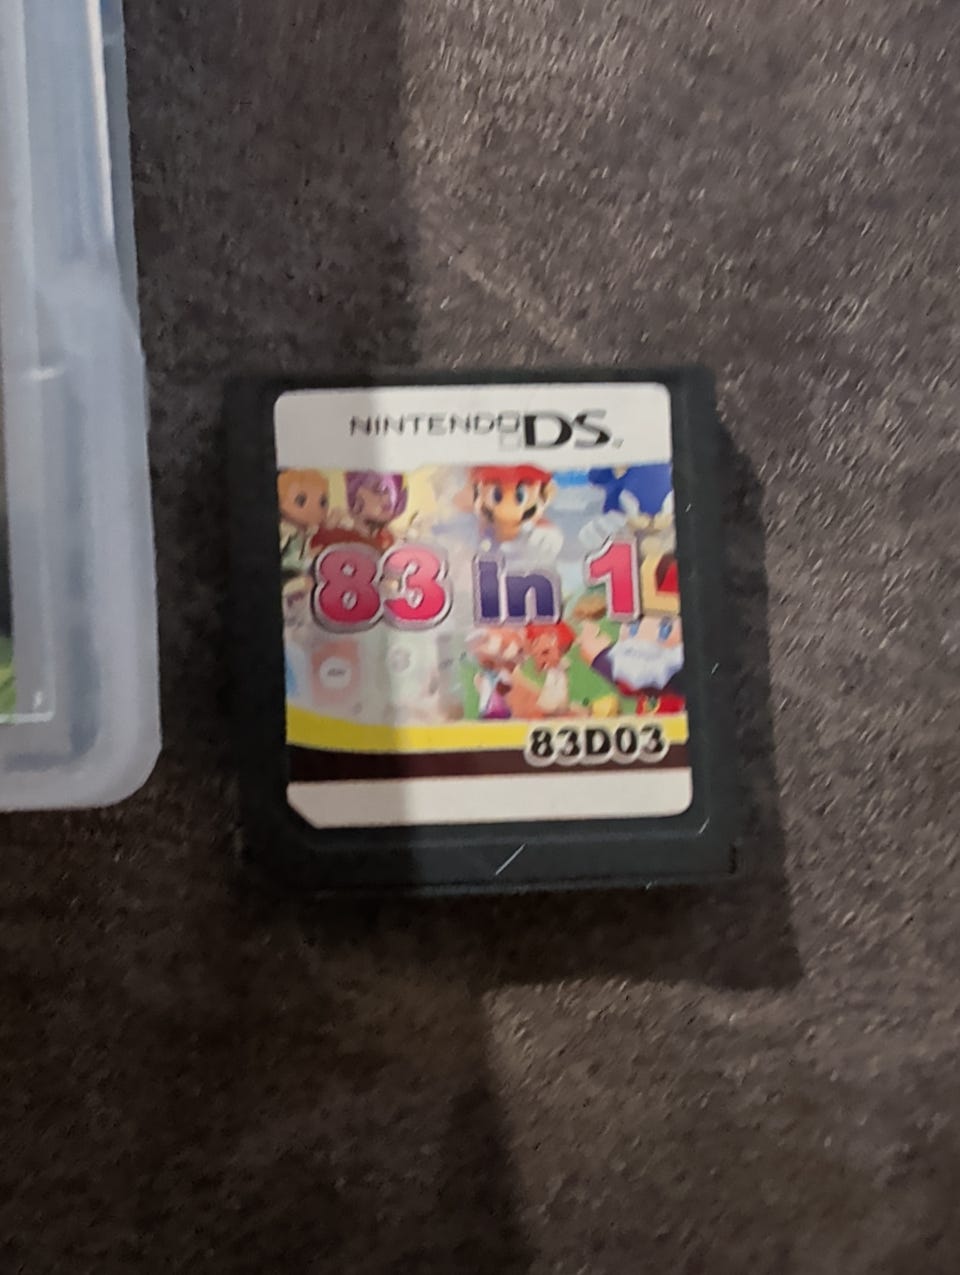 NINTENDO DS
83 in 1
83D03